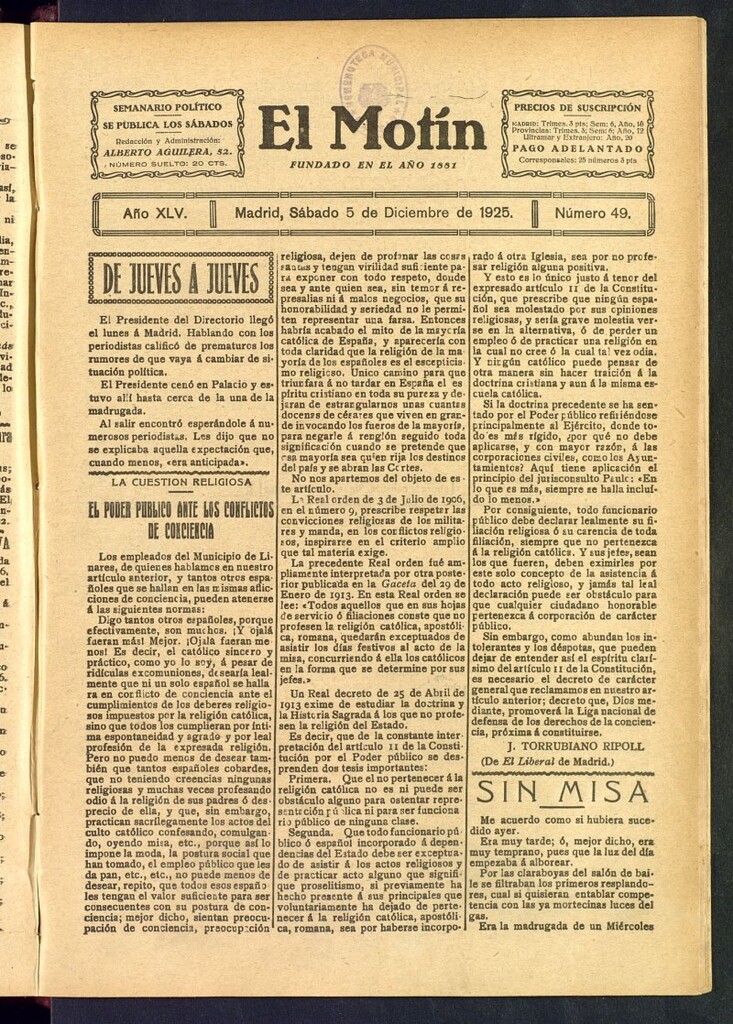 HEMEROTECA MUNICIPAL
SEMANARIO POLÍTICO
SE PUBLICA LOS SÁBADOS
Redacción y Administración:
ALBERTO AGUILERA, 52.
NÚMERO SUELTO: 20 CTS.
El Motín
FUNDADO EN EL AÑO 1881
PRECIOS DE SUSCRIPCIÓN
MADRID: Trimes. 3 pts; Sem: 6, Año, 18
Provincias: Trimes. 3; Sem: 6; Año, 12
Ultramar y Extranjero: Año, 20
PAGO ADELANTADO
Corresponsales: 25 números 3 pts
Año XLV.
Madrid, Sábado 5 de Diciembre de 1925.
Número 49.
DE JUEVES A JUEVES
El Presidente del Directorio llegó
el lunes á Madrid. Hablando con los
periodistas calificó de prematuros los
rumores de que vaya á cambiar de si-
tuación política.
El Presidente cenó en Palacio y es-
tuvo allí hasta cerca de la una de la
madrugada.
Al salir encontró esperándole á nu-
merosos periodistas. Les dijo que no
se explicaba aquella expectación que,
cuando menos, «era anticipada».
LA CUESTION RELIGIOSA
EL PODER PUBLICO ANTE LOS CONFLICTOS
DE CONCIENCIA
Los empleados del Municipio de Li-
nares, de quienes hablamos en nuestro
artículo anterior, y tantos otros espa-
ñoles que se hallan en las mismas aflic-
ciones de conciencia, pueden atenerse
á las siguientes normas:
Digo tantos otros españoles, porque
efectivamente, son muchos. ¡Y ojalá
fueran más! Mejor. ¡Ojalá fueran me-
nos! Es decir, el católico sincero y
práctico, como yo lo soy, á pesar de
ridículas excomuniones, desearía leal-
mente que ni un solo español se halla
ra en corflicto de conciencia ante el
cumplimientos de los deberes religio-
sos impuestos por la religión católica,
sino que todos los cumplieran por ínti
ma espontaneidad y agrado y por leal
profesión de la expresada religión.
Pero no puedo menos de desear tam-
bién que tantos españoles cobardes,
que no teniendo creencias ningunas
religiosas y muchas veces profesando
odio á la religión de sus padres ó des-
precio de ella, y que, sin embargo,
practican sacrílegamente los actos del
culto católico confesando, comulgan-
do, oyendo misa, etc., porque así lo
impone la moda, la postura social que
han tomado, el empleo público que les
da pan, etc., etc., no puede menos de
desear, repito, que todos esos españo-
les tengan el valor suficiente para ser
consecuentes con su postura de con-
ciencia; mejor dicho, sientan preocu-
pación de conciencia, preocupación
religiosa, dejen de profanar las cosas
santas y tengan virilidad suficiente pa-
ra exponer con todo respeto, donde
sea y ante quien sea, sin temor á re-
presalias ni á malos negocios, que su
honorabilidad y seriedad no le permi-
ten representar una farsa. Entonces
habría acabado el mito de la mayoría
católica de España, y aparecería con
toda claridad que la religión de la ma-
yoría de los españoles es el escepticis-
mo religioso. Unico camino para que
triunfara á no tardar en España el es
píritu cristiano en toda su pureza y de-
jaran de estrangularnos unas cuantas
docenas de césares que viven en gran-
de invocando los fueros de la mayoría,
para negarle á renglón seguido toda
significación cuando se pretende que
esa mayoría sea quien rija los destinos
del país y se abran las Cortes.
No nos apartemos del objeto de es-
te artículo.
La Real orden de 3 de Julio de 1906,
en el número 9, prescribe respetar las
convicciones religiosas de los milita-
res y manda, en los conflictos religio-
sos, inspirarse en el criterio amplio
que tal materia exige.
La precedente Real orden fué am-
pliamente interpretada por otra poste-
rior publicada en la Gaceta del 29 de
Enero de 1913. En esta Real orden se
lee: «Todos aquellos que en sus hojas
de servicio ó filiaciones conste que no
profesen la religión católica, apostóli-
ca, romana, quedarán exceptuados de
asistir los días festivos al acto de la
misa, concurriendo á ella los católicos
en la forma que se determine por sus
jefes.»
Un Real decreto de 25 de Abril de
1913 exime de estudiar la doctrina y
la Historia Sagrada á los que no profe-
sen la religión del Estado.
Es decir, que de la constante inter-
pretación del artículo 11 de la Consti-
tución por el Poder público se des-
prenden dos tesis importantes:
Primera. Que el no pertenecer á la
religión católica no es ni puede ser
obstáculo alguno para ostentar repre-
sentación pública ni para ser funciona-
rio público de ninguna clase.
Segunda. Que todo funcionario pú-
blico ó español incorporado á depen-
dencias del Estado debe ser exceptua-
do de asistir á los actos religiosos y
de practicar acto alguno que signifi-
que proselitismo, si previamente ha
hecho presente á sus principales que
voluntariamente ha dejado de perte-
necer á la religión católica, apostóli-
ca, romana, sea por haberse incorpo-
rado á otra Iglesia, sea por no profe-
sar religión alguna positiva.
Y esto es lo único justo á tenor del
expresado artículo 11 de la Constitu-
ción, que prescribe que ningún espa-
ñol sea molestado por sus opiniones
religiosas, y sería grave molestia ver-
se en la alternativa, ó de perder un
empleo ó de practicar una religión en
la cual no cree ó la cual tal vez odia.
Y ningún católico puede pensar de
otra manera sin hacer traición á la
doctrina cristiana y aun á la misma es-
cuela católica.
Si la doctrina precedente se ha sen-
tado por el Poder público refiriéndose
principalmente al Ejército, donde to-
do es más rígido, ¿por qué no debe
aplicarse, y con mayor razón, á las
corporaciones civiles, como los Ayun-
tamientos? Aquí tiene aplicación el
principio del jurisconsulto Paulo: «En
lo que es más, siempre se halla incluí-
do lo menos.»
Por consiguiente, todo funcionario
público debe declarar lealmente su fi-
liación religiosa ó su carencia de toda
filiación, siempre que no pertenezca
á la religión católica. Y sus jefes, sean
los que fueren, deben eximirles por
este solo concepto de la asistencia á
todo acto religioso, y jamás tal leal
declaración puede ser obstáculo para
que cualquier ciudadano honorable
pertenezca á corporación de carácter
público.
Sin embargo, como abundan los in-
tolerantes y los déspotas, que pueden
dejar de entender así el espíritu clarí-
simo del artículo 11 de la Constitución,
es necesario el decreto de carácter
general que reclamamos en nuestro ar-
tículo anterior; decreto que, Dios me-
diante, promoverá la Liga nacional de
defensa de los derechos de la concien-
cia, próxima á constituirse.
J. TORRUBIANO RIPOLL
(De El Liberal de Madrid.)
SIN MISA
Me acuerdo como si hubiera suce-
dido ayer.
Era muy tarde; ó, mejor dicho, era
muy temprano, pues que la luz del día
empezaba á alborear.
Por las claraboyas del salón de bai-
le se filtraban los primeros resplando-
res, cual si quisieran entablar compe-
tencia con las ya mortecinas luces del
gas.
Era la madrugada de un Miércoles